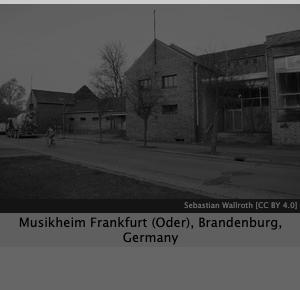 Sebastian Wallroth [CC BY 4.0]
Musikheim Frankfurt (Oder), Brandenburg,
Germany